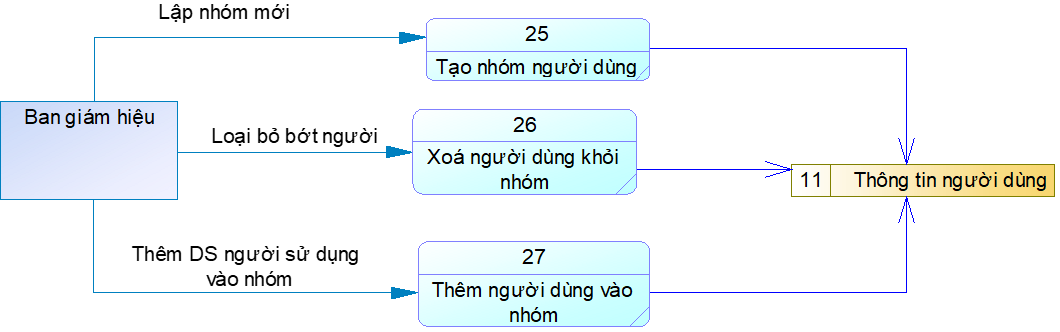 Lập nhóm mới
25
Tạo nhóm người dùng
Ban giám hiệu
Loại bỏ bớt người
26
Xoá người dùng khỏi
nhóm
11 Thông tin người dùng
Thêm DS người sử dụng
vào nhóm
27
Thêm người dùng vào
nhóm